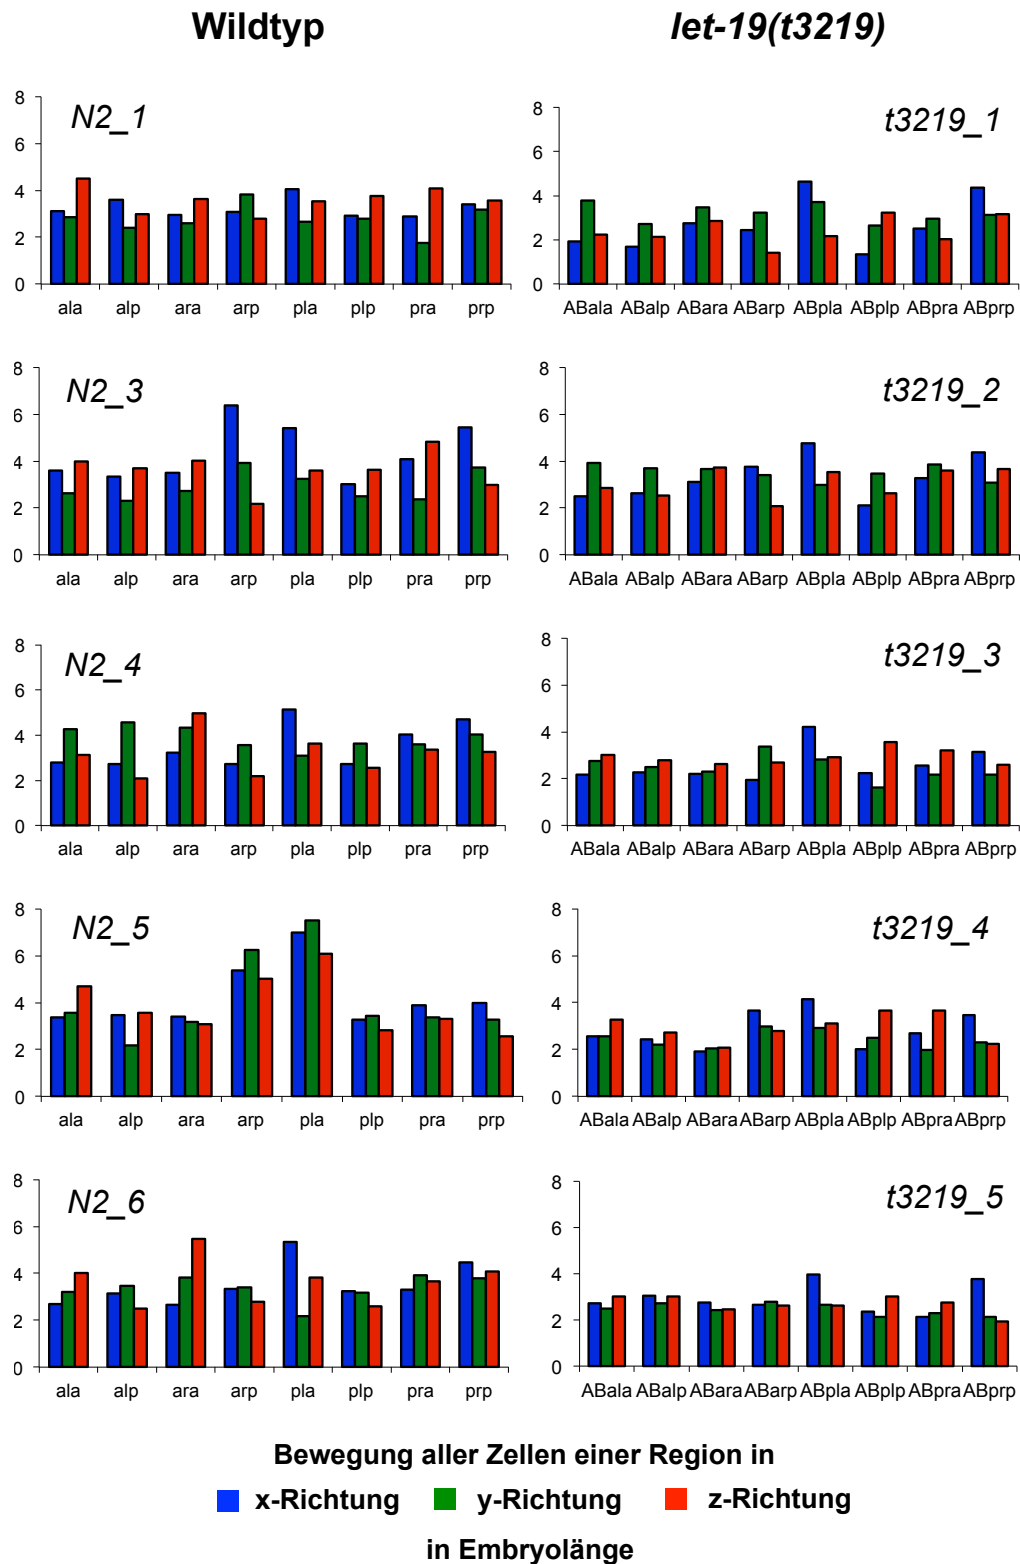 Wildtyp let-19(t3219)
N2_1 t3219_1
8 8
6 6
4 4
2 2
0 0
ala alp ara arp pla plp pra prp ABala ABalp ABara ABarp ABpla ABplp ABpra ABprp
N2_3 t3219_2
8 8
6 6
4 4
2 2
0 0
ala alp ara arp pla plp pra prp ABala ABalp ABara ABarp ABpla ABplp ABpra ABprp
N2_4 t3219_3
8 8
6 6
4 4
2 2
0 0
ala alp ara arp pla plp pra prp ABala ABalp ABara ABarp ABpla ABplp ABpra ABprp
N2_5 t3219_4
8 8
6 6
4 4
2 2
0 0
ala alp ara arp pla plp pra prp ABala ABalp ABara ABarp ABpla ABplp ABpra ABprp
N2_6 t3219_5
8 8
6 6
4 4
2 2
0 0
ala alp ara arp pla plp pra prp ABala ABalp ABara ABarp ABpla ABplp ABpra ABprp
Bewegung aller Zellen einer Region in
x-Richtung y-Richtung z-Richtung
in Embryolänge